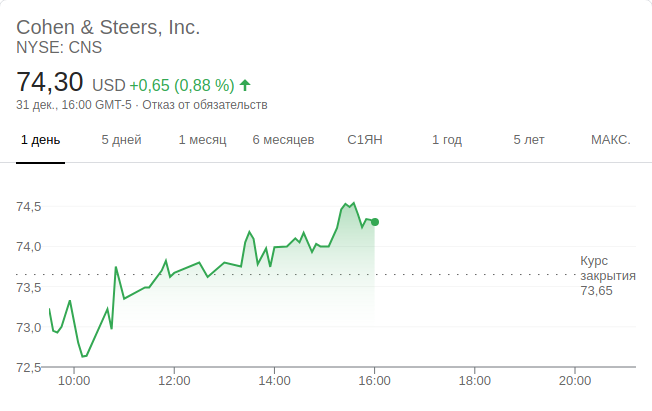 Cohen & Steers, Inc.
NYSE: CNS
74,30 USD +0,65 (0,88 %)
31 дек., 16:00 GMT-5 · Отказ от обязательств
1 день 5 дней 1 месяц 6 месяцев С1ЯН 1 год 5 лет МАКС.
74,5
74,0
73,5
73,0
72,5
Курс
закрытия
73,65
10:00 12:00 14:00 16:00 18:00 20:00